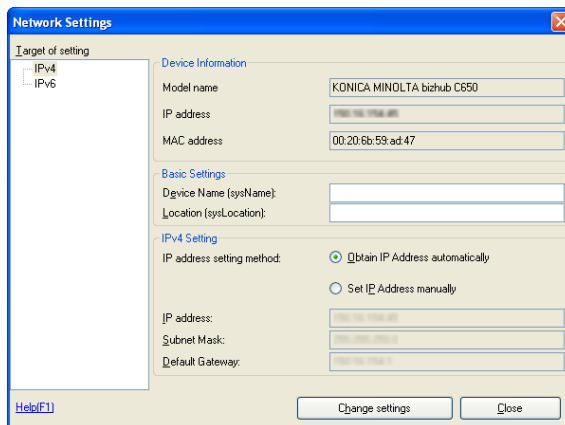 Network Settings
Target of setting
IPv4
IPv6
Device Information
Model name
KONICA MINOLTA bizhub C650
IP address
MAC address
00:20:6b:59:ad:47
Basic Settings
Device Name (sysName):
Location (sysLocation):
IPv4 Setting
IP address setting method:
Obtain IP Address automatically
Set IP Address manually
IP address:
Subnet Mask:
Default Gateway:
Help(F1)
Change settings
Close